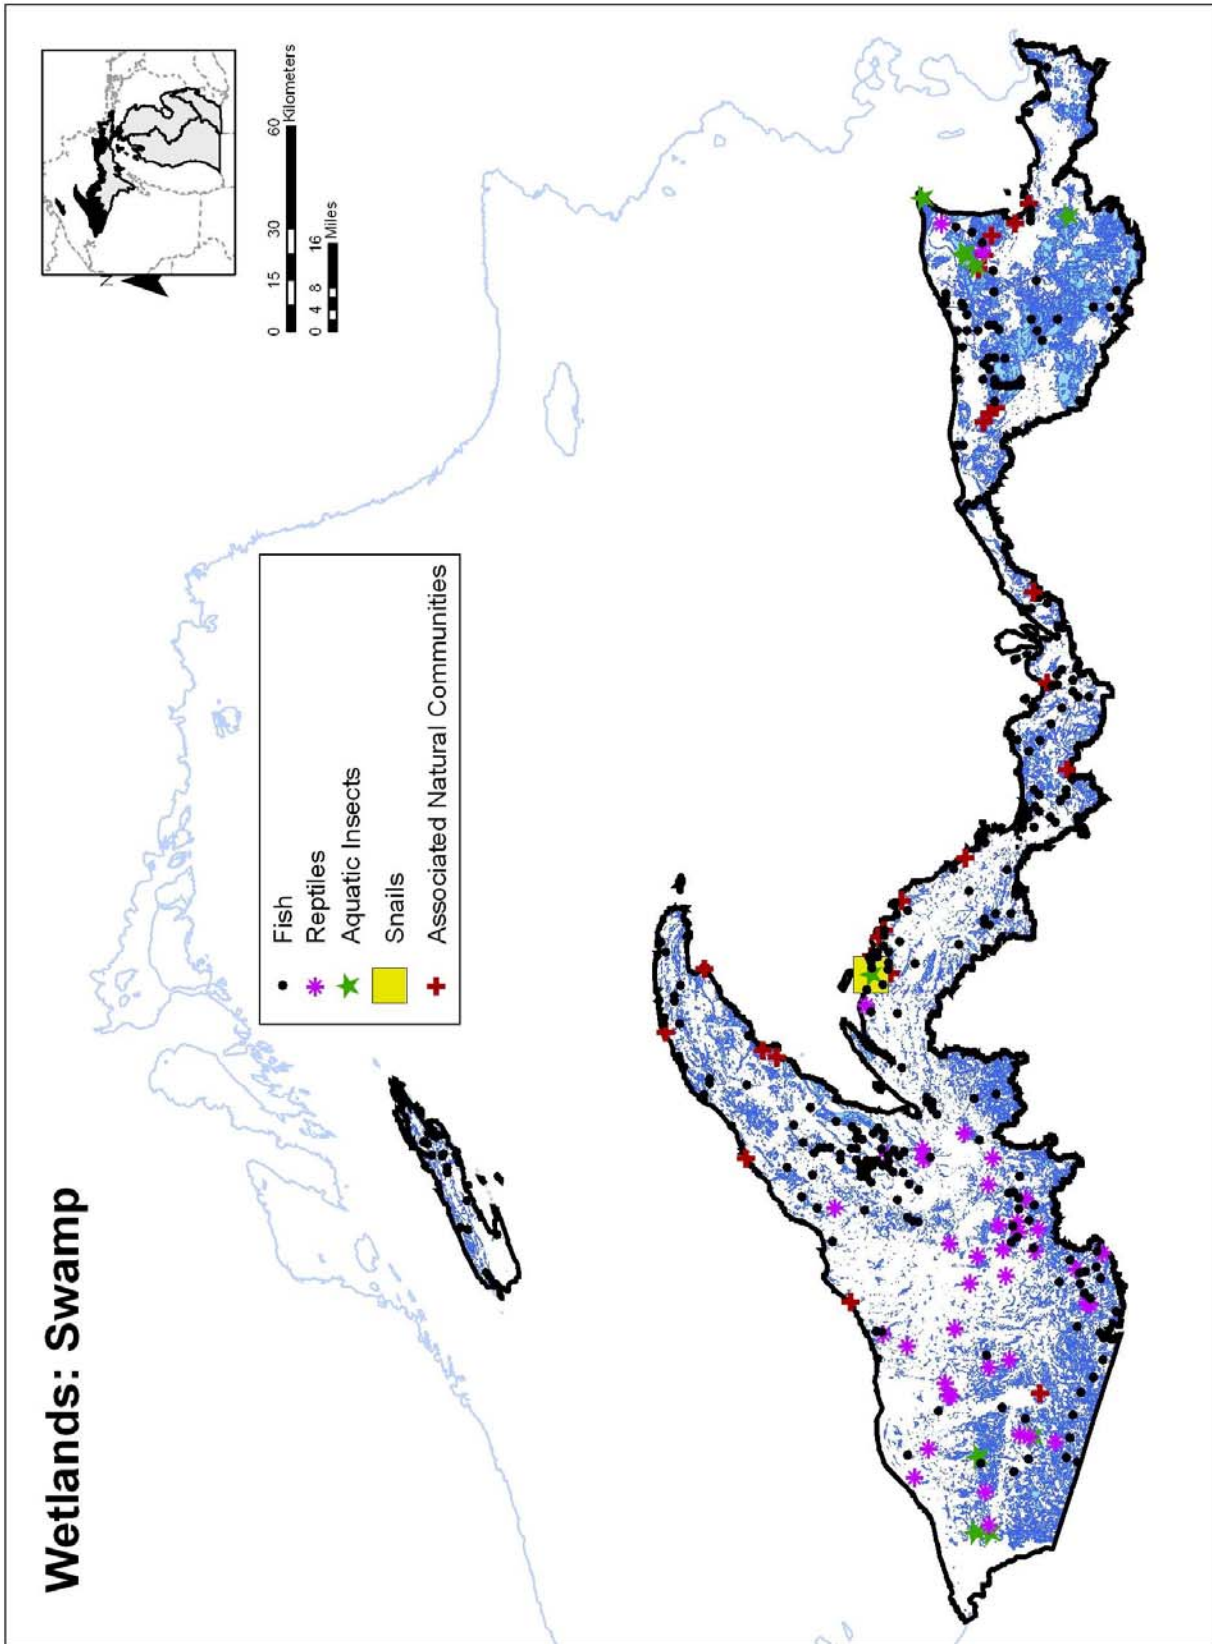 Wetlands: Swamp
N
0 15 30 60
Kilometers
0 4 8 16
Miles
Fish
Reptiles
Aquatic Insects
Snails
Associated Natural Communities